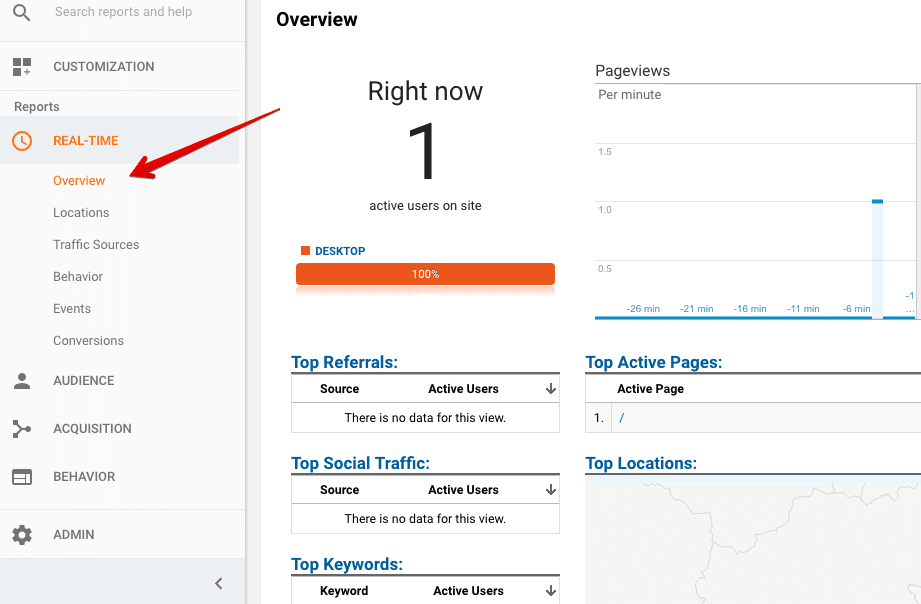 Search reports and help
CUSTOMIZATION
Reports
REAL-TIME
Overview
Locations
Traffic Sources
Behavior
Events
Conversions
AUDIENCE
ACQUISITION
BEHAVIOR
ADMIN
Overview
Right now
1
active users on site
DESKTOP
100%
Pageviews
Per minute
1.5
1.0
0.5
-26 min -21 min -16 min -11 min -6 min -1
...
Top Referrals:
Source Active Users
There is no data for this view.
Top Social Traffic:
Source Active Users
There is no data for this view.
Top Keywords:
Keyword Active Users
Top Active Pages:
Active Page
1. /
Top Locations: